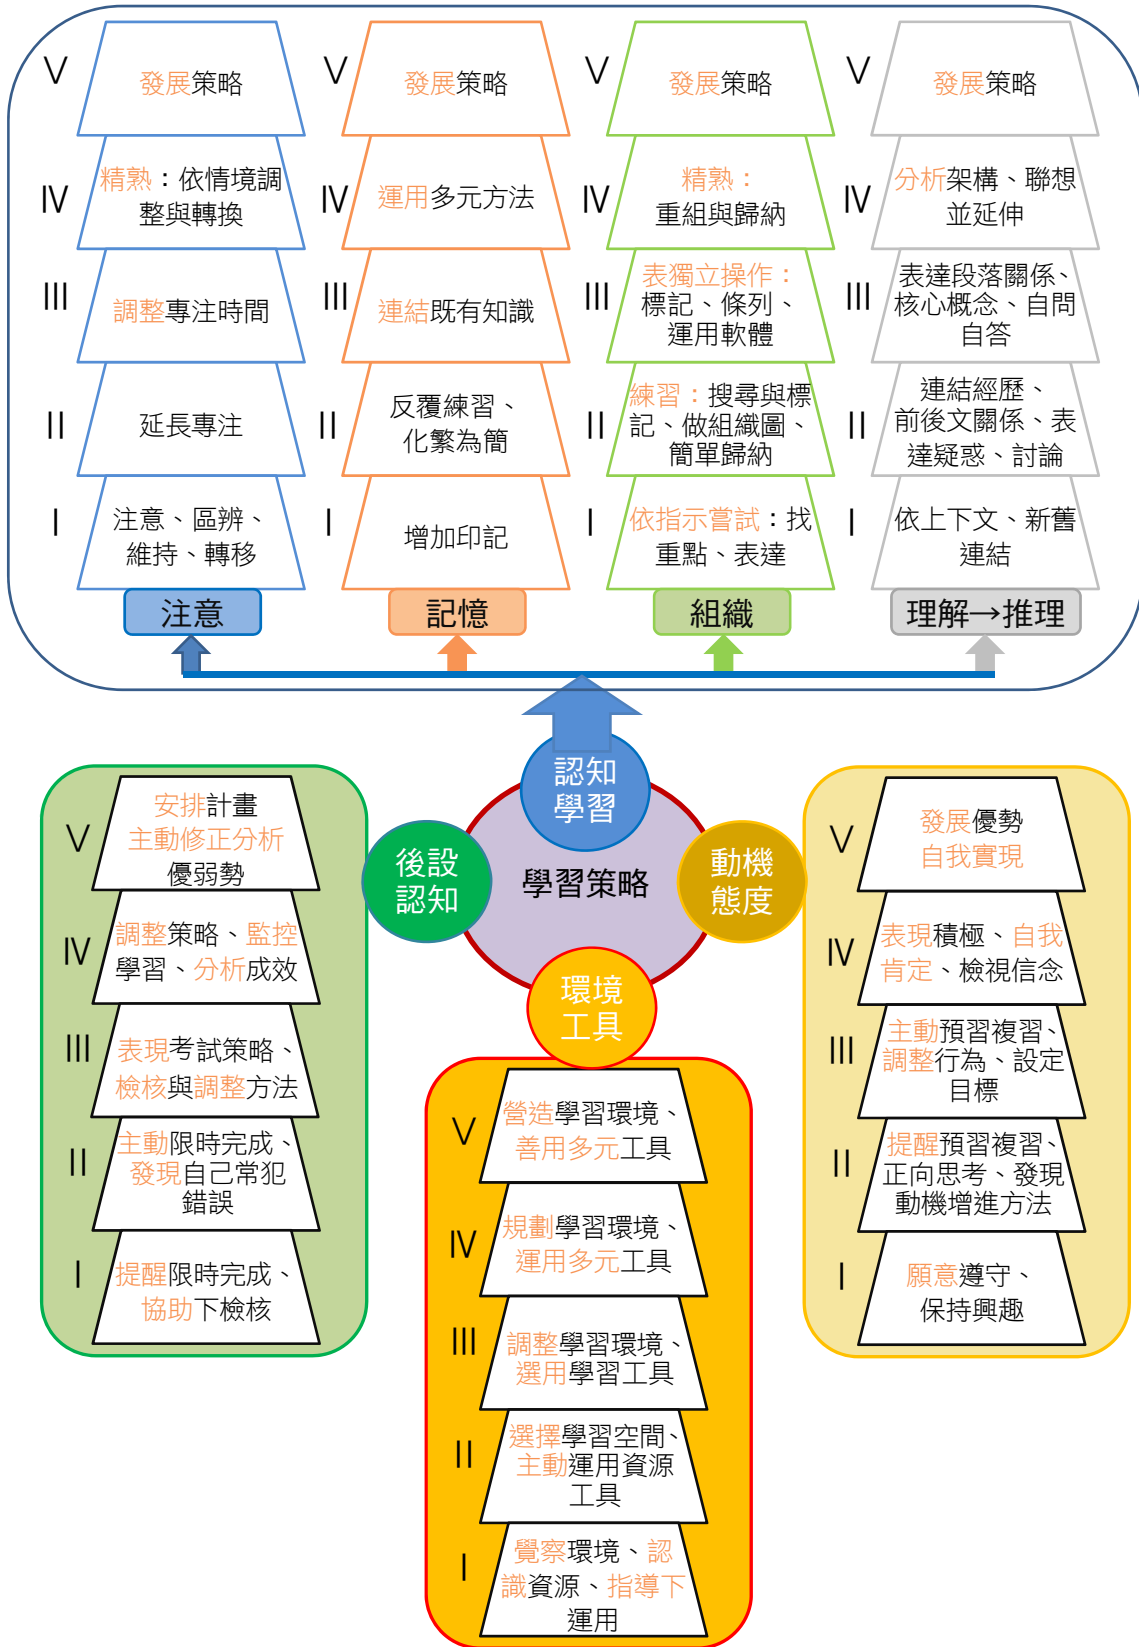 V
發展策略
IV
精熟：依情境調
整與轉換
III
調整專注時間
II
延長專注
I
注意、區辨、
維持、轉移
注意
V
發展策略
IV
運用多元方法
III
連結既有知識
II
反覆練習、
化繁為簡
I
增加印記
記憶
V
發展策略
IV
精熟：
重組與歸納
III
表獨立操作：
標記、條列、
運用軟體
II
練習：搜尋與標
記、做組織圖、
簡單歸納
I
依指示嘗試：找
重點、表達
組織
V
發展策略
IV
分析架構、聯想
並延伸
III
表達段落關係、
核心概念、自問
自答
II
連結經歷、
前後文關係、表
達疑惑、討論
I
依上下文、新舊
連結
理解→推理
認知
學習
後設
認知
學習策略
動機
態度
環境
工具
V
安排計畫
主動修正分析
優弱勢
IV
調整策略、監控
學習、分析成效
III
表現考試策略、
檢核與調整方法
II
主動限時完成、
發現自己常犯
錯誤
I
提醒限時完成、
協助下檢核
V
營造學習環境、
善用多元工具
IV
規劃學習環境、
運用多元工具
III
調整學習環境、
選用學習工具
II
選擇學習空間、
主動運用資源
工具
I
覺察環境、認
識資源、指導下
運用
V
發展優勢
自我實現
IV
表現積極、自我
肯定、檢視信念
III
主動預習複習、
調整行為、設定
目標
II
提醒預習複習、
正向思考、發現
動機增進方法
I
願意遵守、
保持興趣